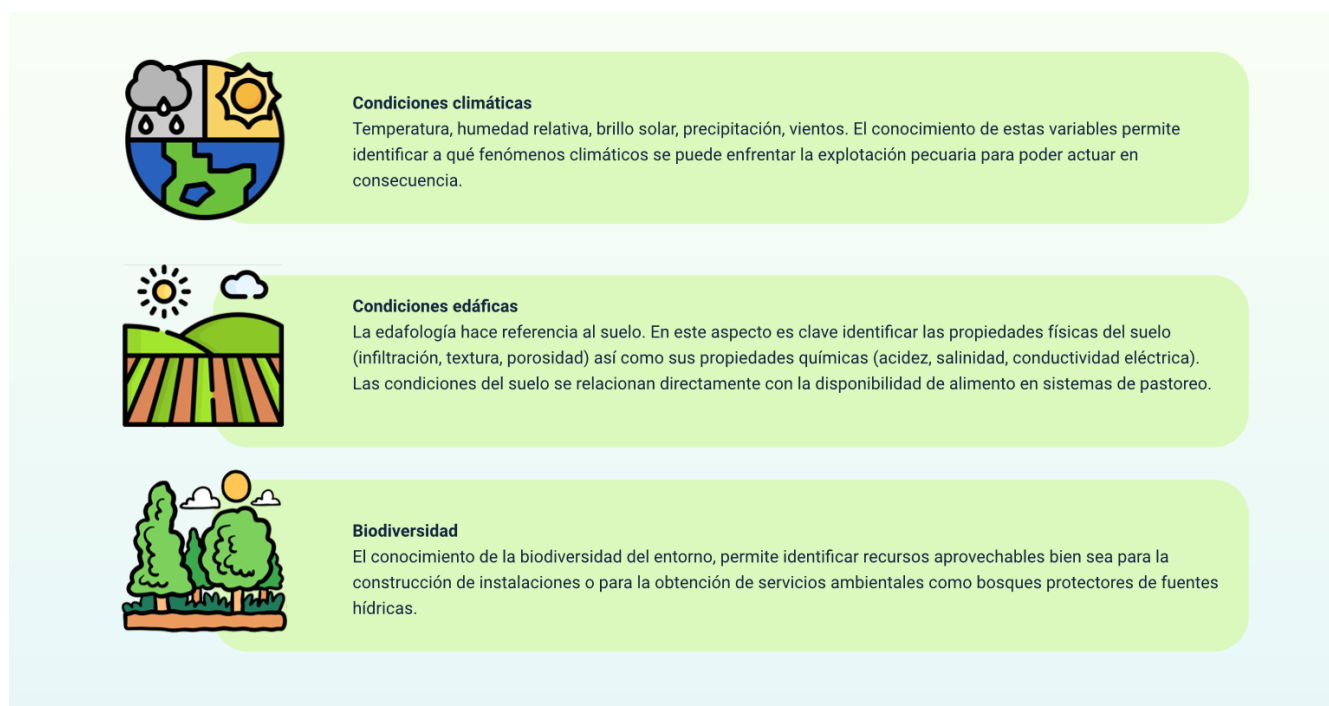 Condiciones climáticas
Temperatura, humedad relativa, brillo solar, precipitación, vientos. El conocimiento de estas variables permite
identificar a qué fenómenos climáticos se puede enfrentar la explotación pecuaria para poder actuar en
consecuencia.
Condiciones edáficas
La edafología hace referencia al suelo. En este aspecto es clave identificar las propiedades físicas del suelo
(infiltración, textura, porosidad) así como sus propiedades químicas (acidez, salinidad, conductividad eléctrica).
Las condiciones del suelo se relacionan directamente con la disponibilidad de alimento en sistemas de pastoreo.
Biodiversidad
El conocimiento de la biodiversidad del entorno, permite identificar recursos aprovechables bien sea para la
construcción de instalaciones o para la obtención de servicios ambientales como bosques protectores de fuentes
hídricas.